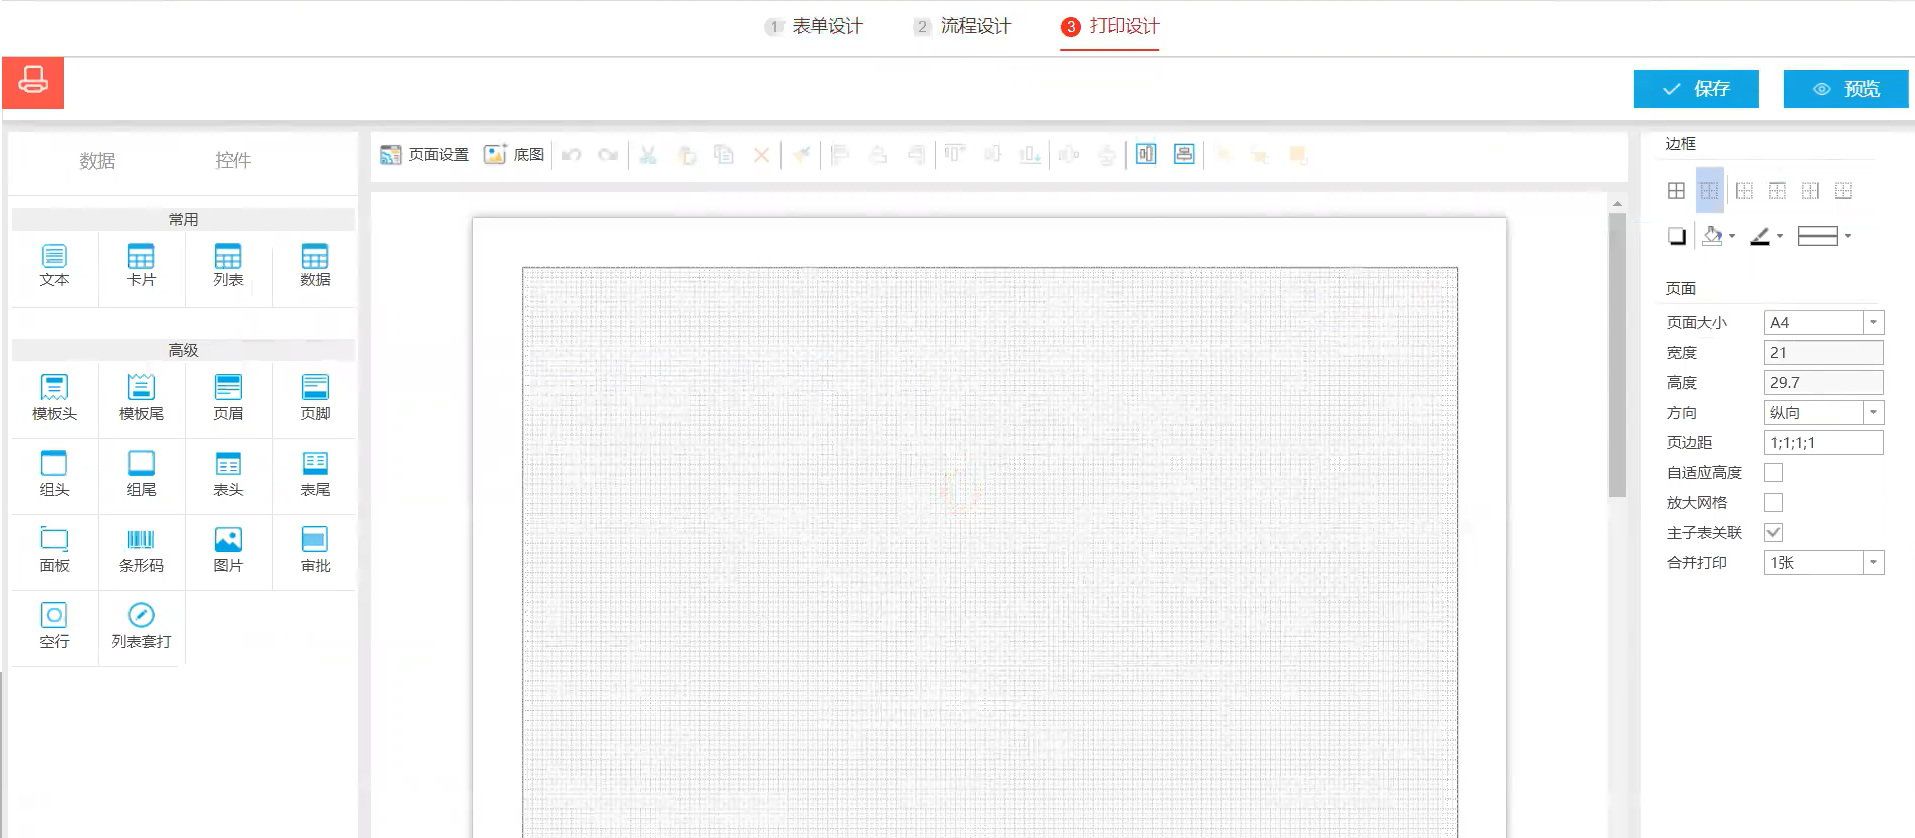 1 表单设计 2 流程设计 3 打印设计
保存 预览
数据 控件
页面设置 底图
常用
文本 卡片 列表 数据
高级
模板头 模板尾 页眉 页脚
组头 组尾 表头 表尾
面板 条形码 图片 审批
空行 列表套打
边框
页面
页面大小 A4
宽度 21
高度 29.7
方向 纵向
页边距 1;1;1;1
自适应高度
放大网格
主子表关联
合并打印 1张